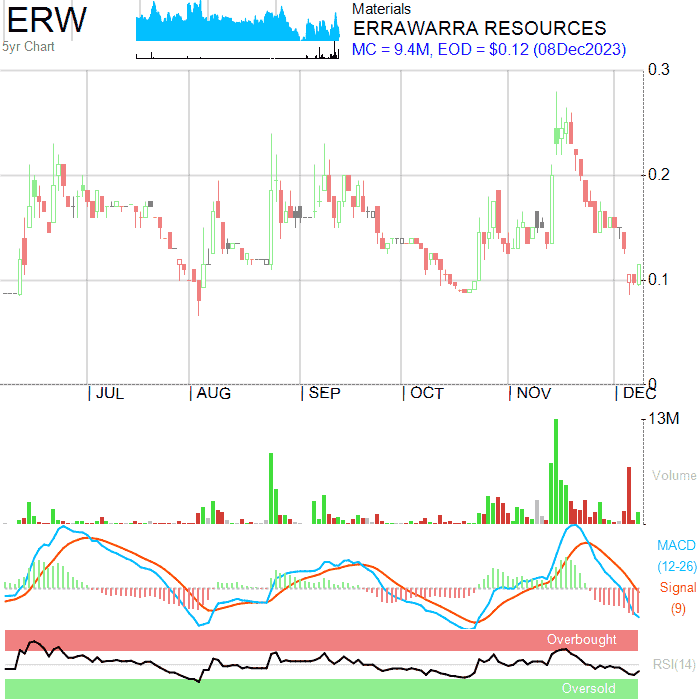 ERW
5yr Chart
Materials
ERRAWARRA RESOURCES
MC = 9.4M, EOD = $0.12 (08Dec2023)
0.3
0.2
0.1
0
JUL AUG SEP OCT NOV DEC
13M
Volume
MACD
(12-26)
Signal
(9)
Overbought
RSI(14)
Oversold